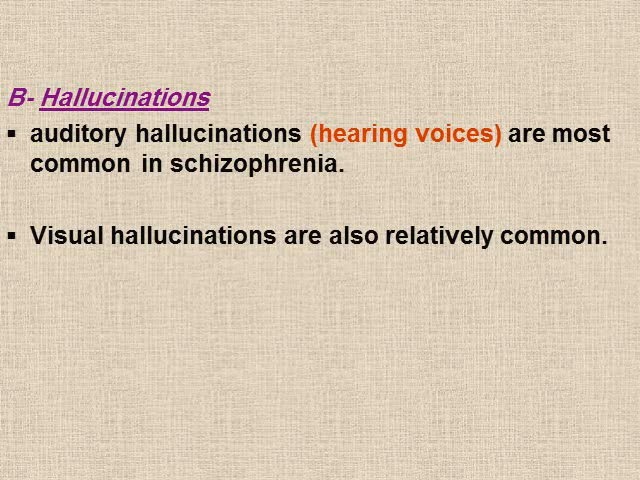 B- Hallucinations
▪ auditory hallucinations (hearing voices) are most
common in schizophrenia.
▪ Visual hallucinations are also relatively common.